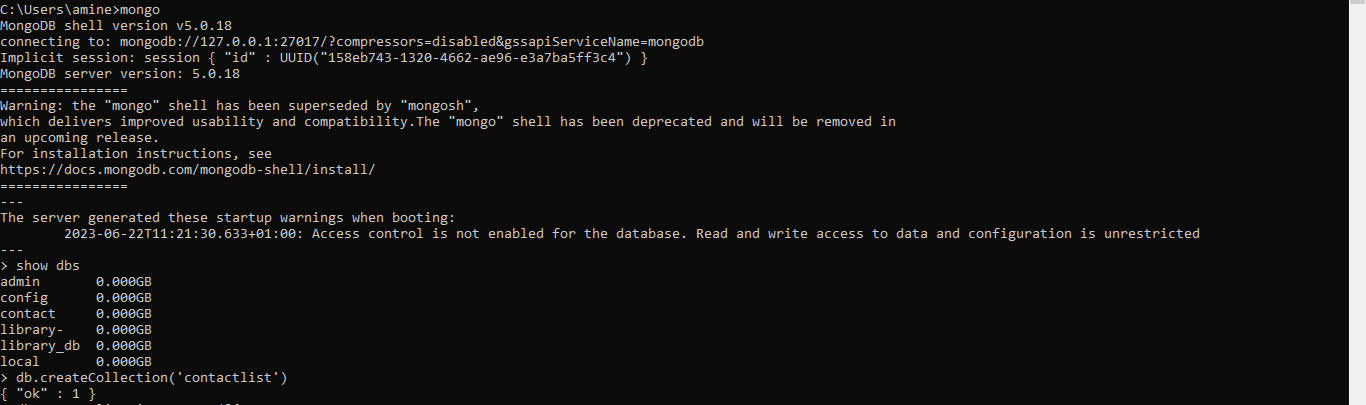 C:\Users\amine>mongo
MongoDB shell version v5.0.18
connecting to: mongodb://127.0.0.1:27017/?compressors=disabled&gssapiServiceName=mongodb
Implicit session: session { "id" : UUID("158eb743-1320-4662-ae96-e3a7ba5ff3c4") }
MongoDB server version: 5.0.18
================
Warning: the "mongo" shell has been superseded by "mongosh",
which delivers improved usability and compatibility.The "mongo" shell has been deprecated and will be removed in
an upcoming release.
For installation instructions, see
https://docs.mongodb.com/mongodb-shell/install/
================
---
The server generated these startup warnings when booting:
        2023-06-22T11:21:30.633+01:00: Access control is not enabled for the database. Read and write access to data and configuration is unrestricted
---
> show dbs
admin       0.000GB
config      0.000GB
contact     0.000GB
library-    0.000GB
library_db  0.000GB
local       0.000GB
> db.createCollection('contactlist')
{ "ok" : 1 }